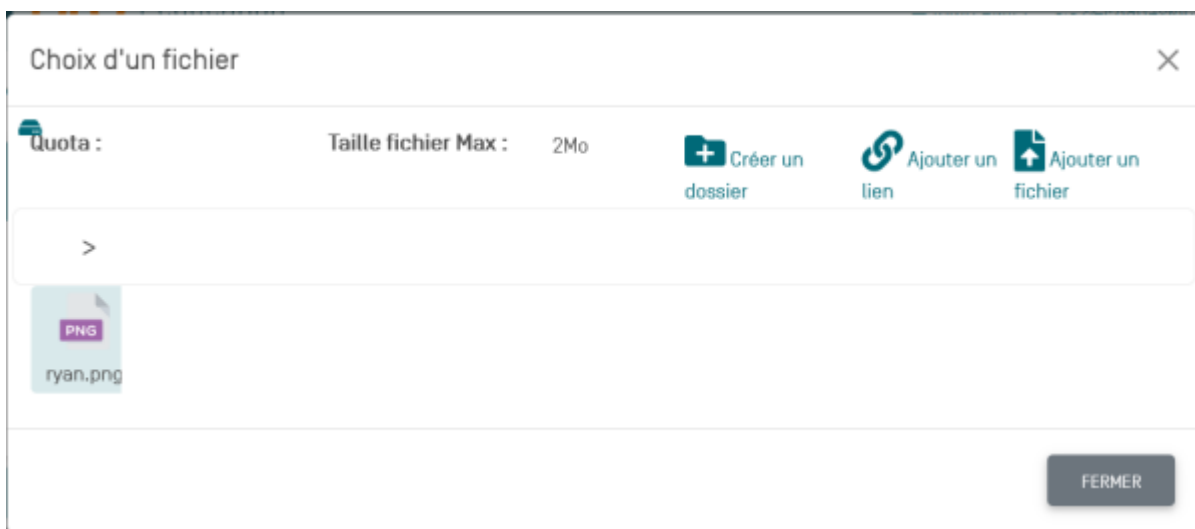 Choix d'un fichier
Quota :
Taille fichier Max :
2Mo
Créer un
dossier
Ajouter un
lien
Ajouter un
fichier
>
PNG
ryan.png
FERMER